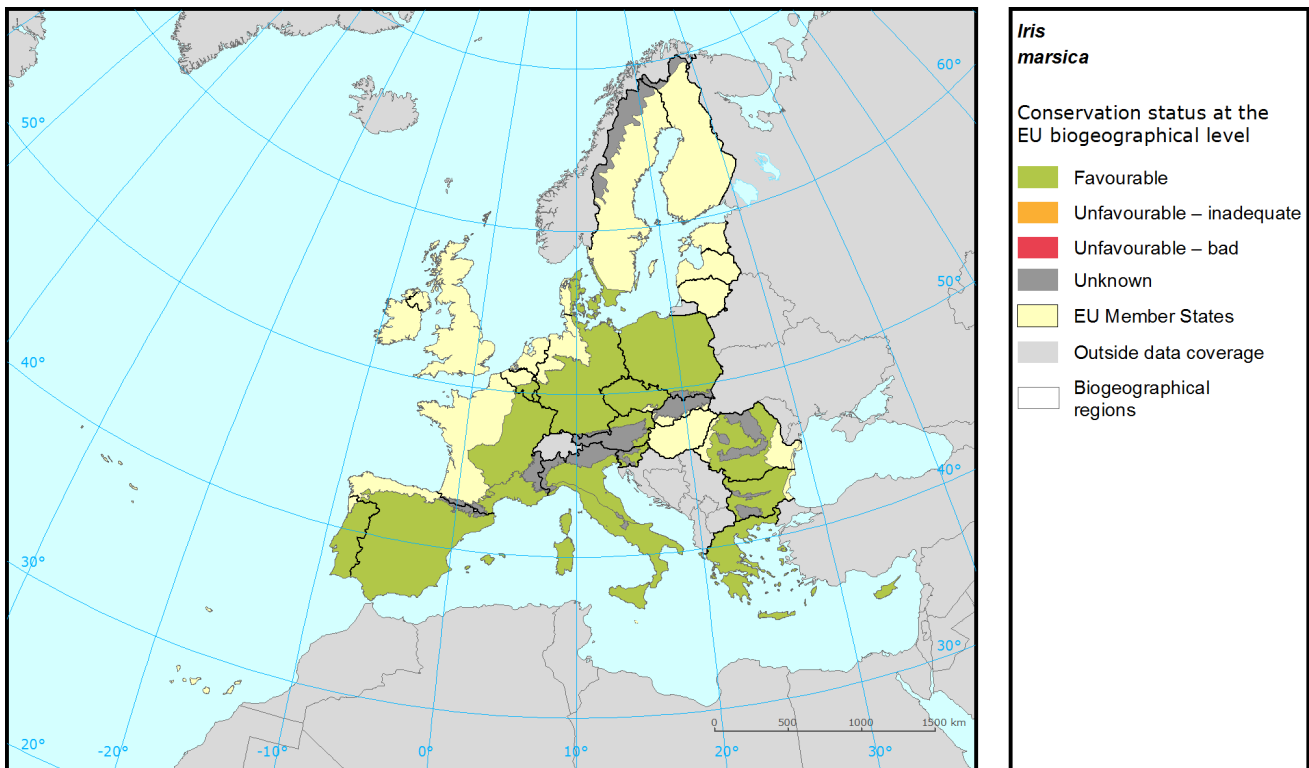 60°
50°
50°
40°
40°
30°
30°
20°
-20°
-10°
0°
10°
20°
30°
0 500 1000 1500 km
Iris
marsica
Conservation status at the
EU biogeographical level
Favourable
Unfavourable – inadequate
Unfavourable – bad
Unknown
EU Member States
Outside data coverage
Biogeographical
regions